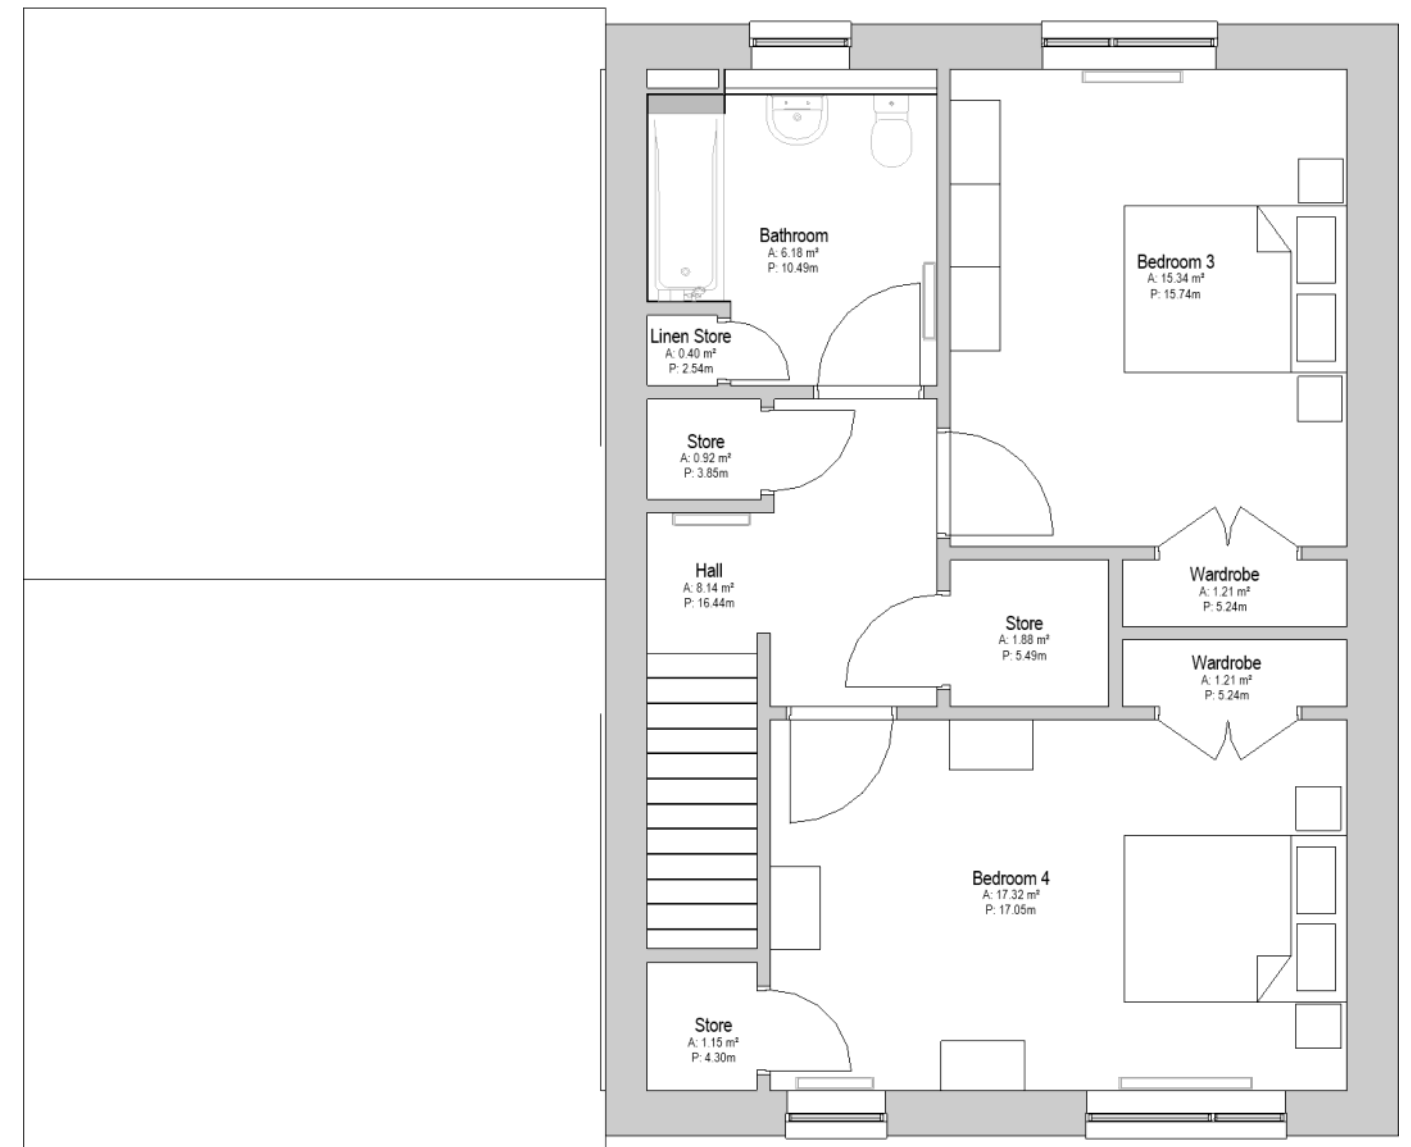 Bathroom
A: 6.18 m²
P: 10.49m
Bedroom 3
A: 15.34 m²
P: 15.74m
Linen Store
A: 0.40 m²
P: 2.54m
Store
A: 0.92 m²
P: 3.85m
Hall
A: 8.14 m²
P: 16.44m
Wardrobe
A: 1.21 m²
P: 5.24m
Store
A: 1.88 m²
P: 5.49m
Wardrobe
A: 1.21 m²
P: 5.24m
Bedroom 4
A: 17.32 m²
P: 17.05m
Store
A: 1.15 m²
P: 4.30m